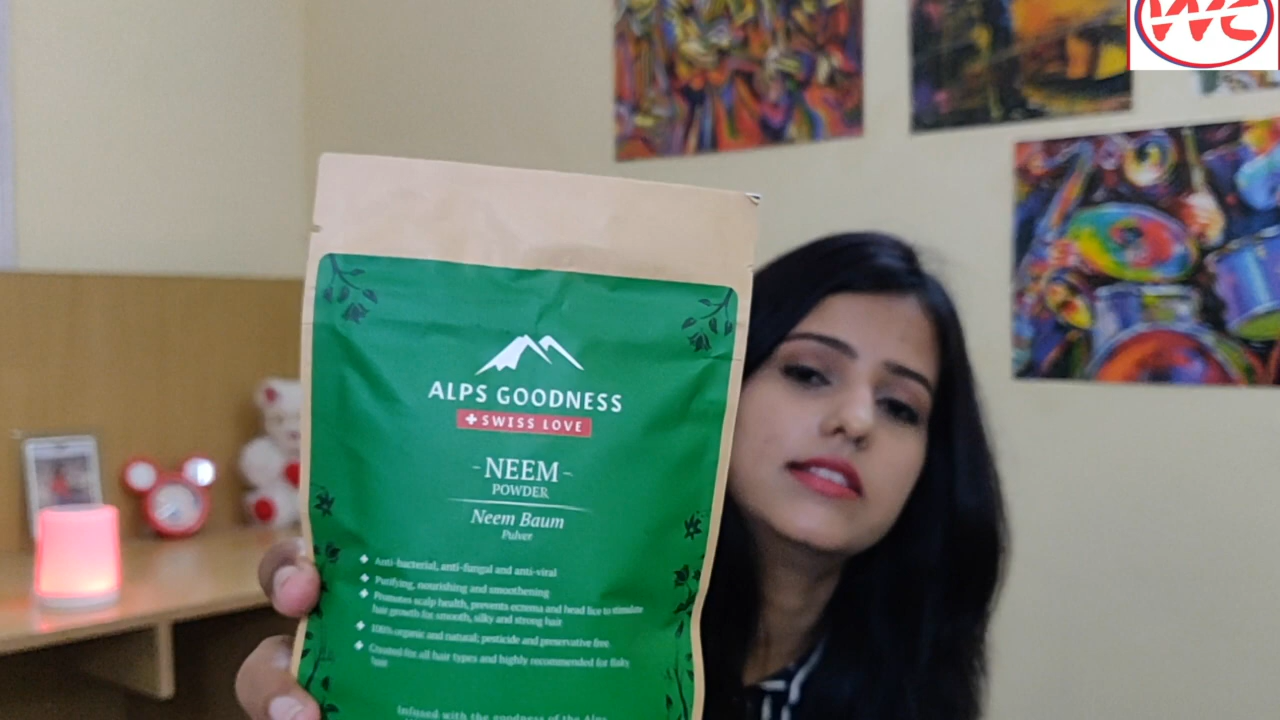 WE
ALPS GOODNESS
SWISS LOVE
-NEEM-
POWDER
Neem Baum
Pulver
Anti-bacterial, anti-fungal and anti-viral
Purifying, nourishing and smoothening
Promotes scalp health, prevents eczema and head lice to stimulate
hair growth for smooth, silky and strong hair
100% organic and natural; pesticide and preservative free
Created for all hair types and highly recommended for flaky
hair
Infused with the goodness of the Alps